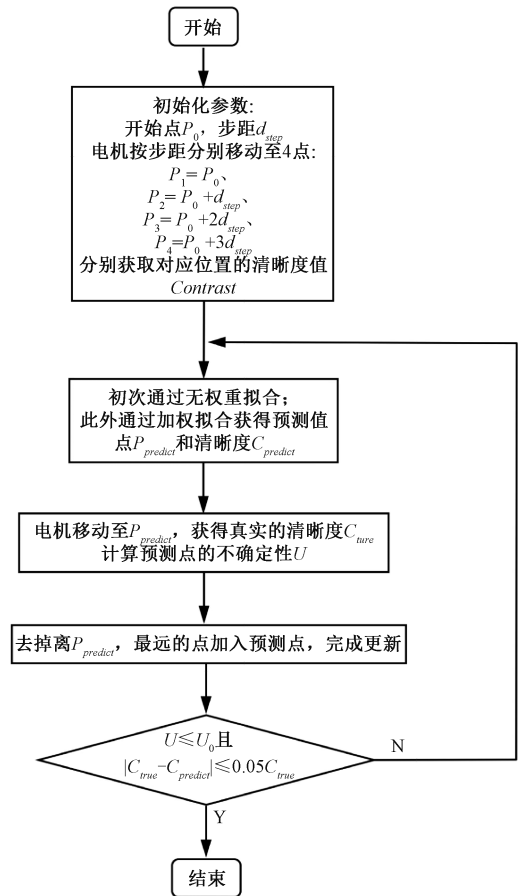 开始
初始化参数:
开始点P0，步距dstep
电机按步距分别移动至4点:
P1= P0、
P2= P0 +dstep、
P3= P0 +2dstep、
P4=P0 +3dstep
分别获取对应位置的清晰度值
Contrast
初次通过无权重拟合；
此外通过加权拟合获得预测值
点Ppredict和清晰度Cpredict
电机移动至Ppredict，获得真实的清晰度Cture
计算预测点的不确定性U
去掉离Ppredict，最远的点加入预测点，完成更新
U≤U0且
|Ctrue-Cpredict|≤0.05Ctrue
N
Y
结束